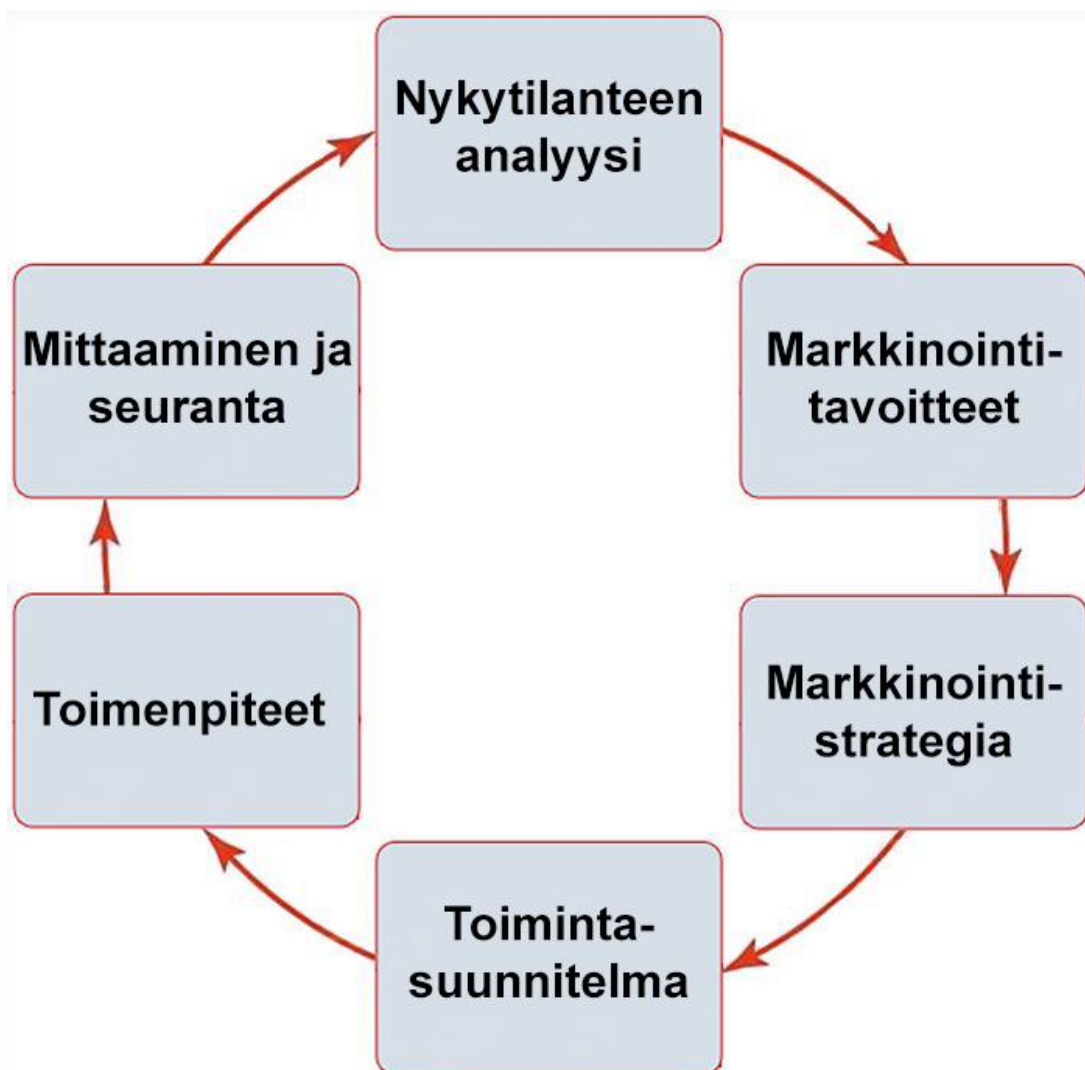 Nykytilanteen
analyysi
Markkinointi-
tavoitteet
Markkinointi-
strategia
Toiminta-
suunnitelma
Toimenpiteet
Mittaaminen ja
seuranta